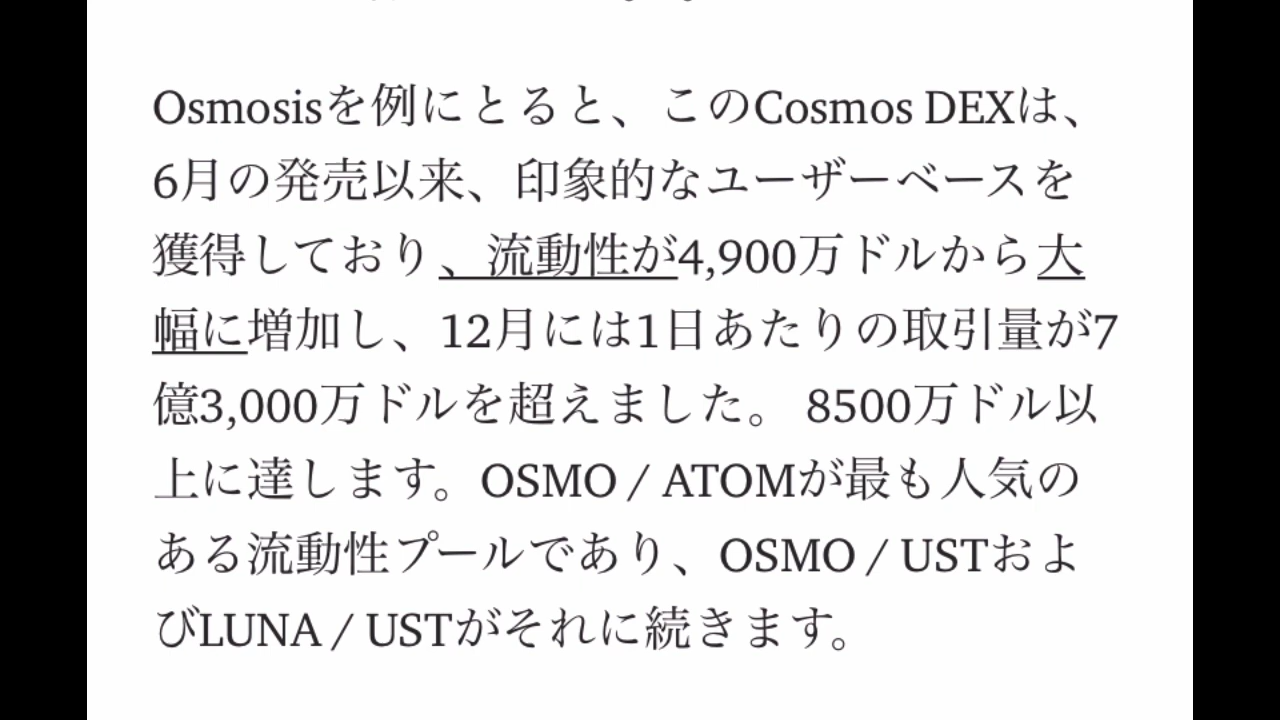 Osmosisを例にとると、このCosmos DEXは、
6月の発売以来、印象的なユーザーベースを
獲得しており、流動性が4,900万ドルから大
幅に増加し、12月には1日あたりの取引量が7
億3,000万ドルを超えました。 8500万ドル以
上に達します。OSMO / ATOMが最も人気の
ある流動性プールであり、OSMO / USTおよ
びLUNA / USTがそれに続きます。